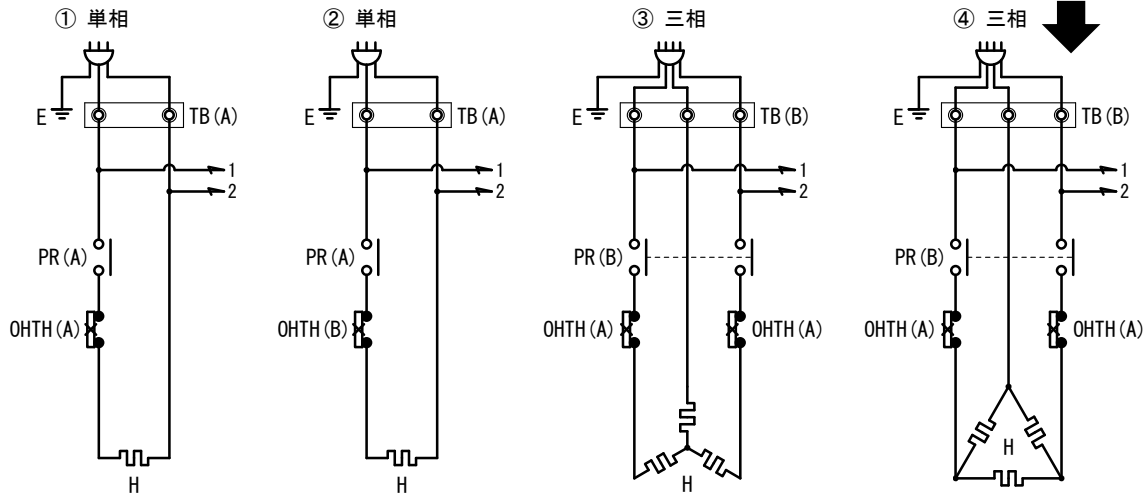 ① 単相
② 単相
③ 三相
④ 三相
E
TB(A)
E
TB(A)
E
TB(B)
E
TB(B)
1
1
1
1
2
2
2
2
PR(A)
PR(A)
PR(B)
PR(B)
OHTH(A)
OHTH(B)
OHTH(A)
OHTH(A)
OHTH(A)
OHTH(A)
H
H
H
H